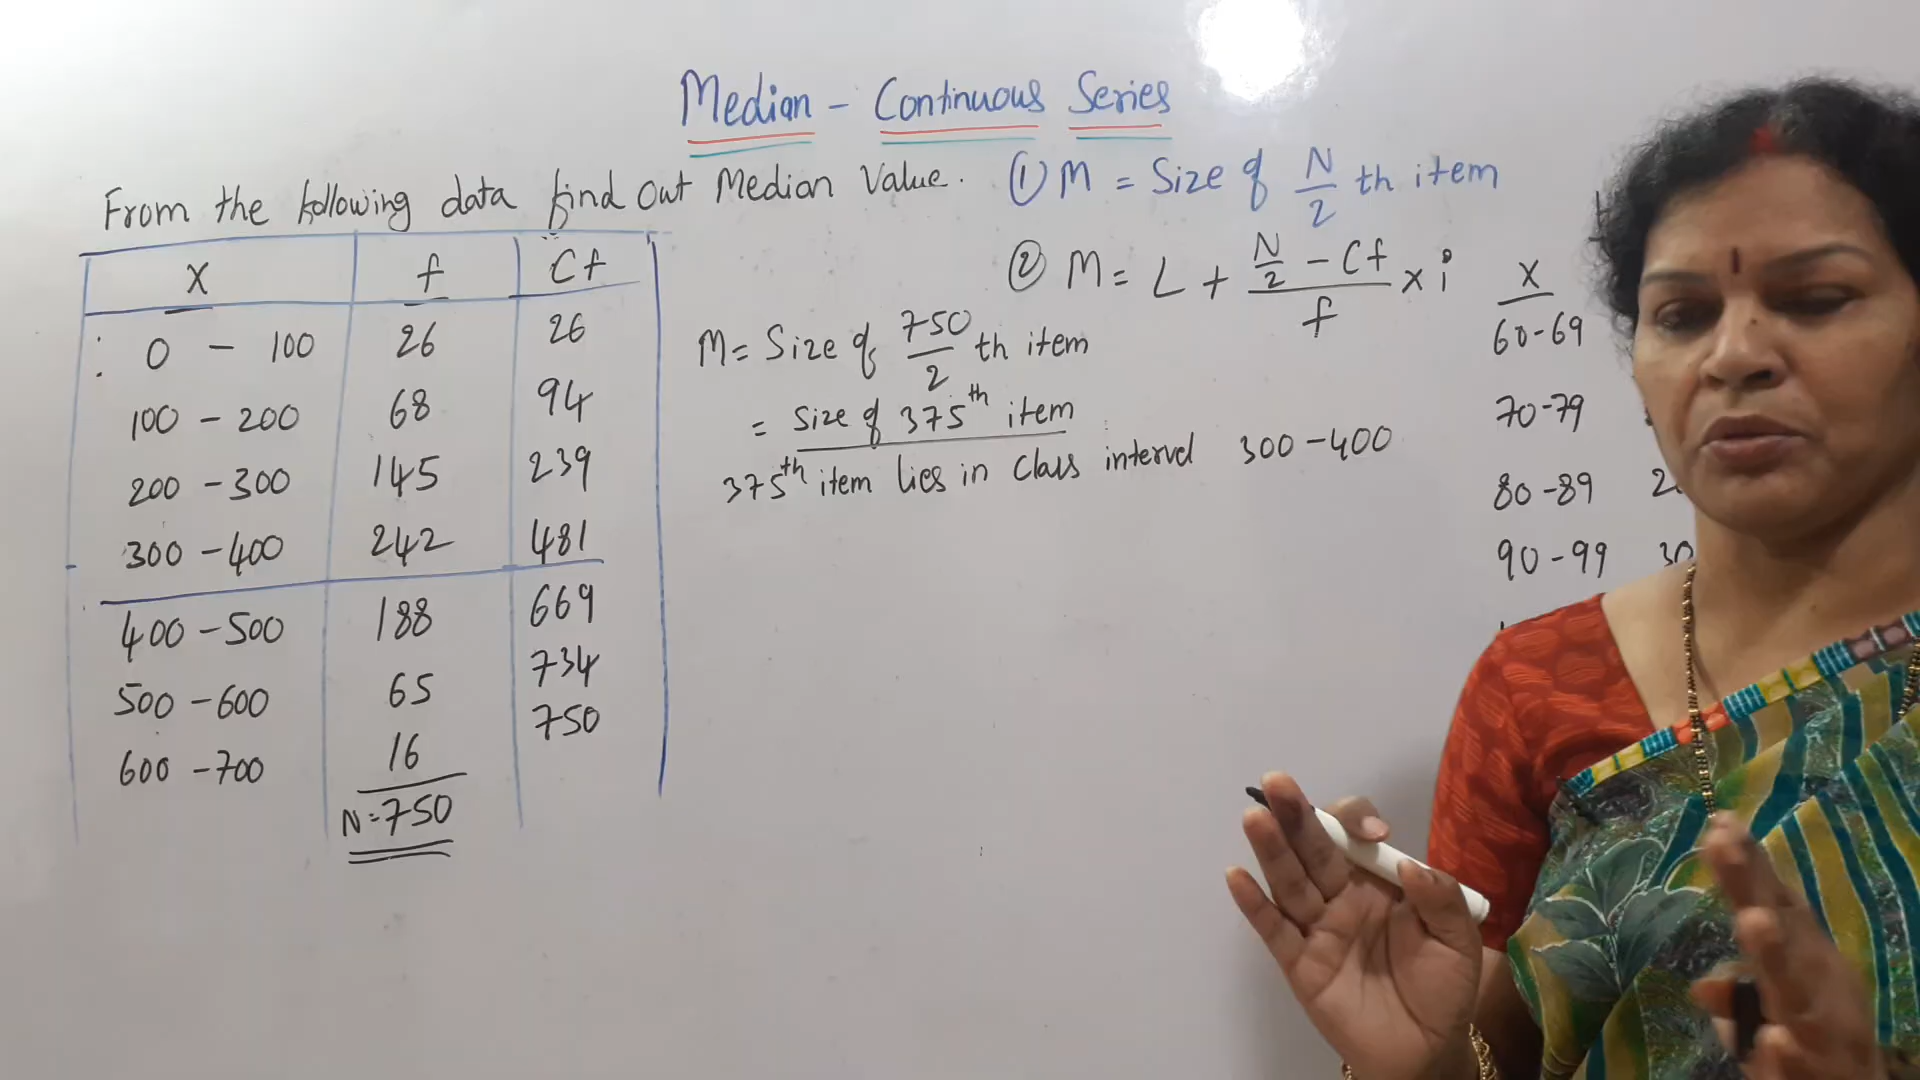 Median - Continuous Series
From the following data find out Median Value.
① M = Size of N/2 th item
② M = L + (N/2 - Cf)/f x i
X f Cf
0 - 100 26 26
100 - 200 68 94
200 - 300 145 239
300 - 400 242 481
400 - 500 188 669
500 - 600 65 734
600 - 700 16 750
N = 750
M = Size of 750/2 th item
= Size of 375th item
375th item lies in Class interval 300 - 400
X
60 - 69
70 - 79
80 - 89
90 - 99 30